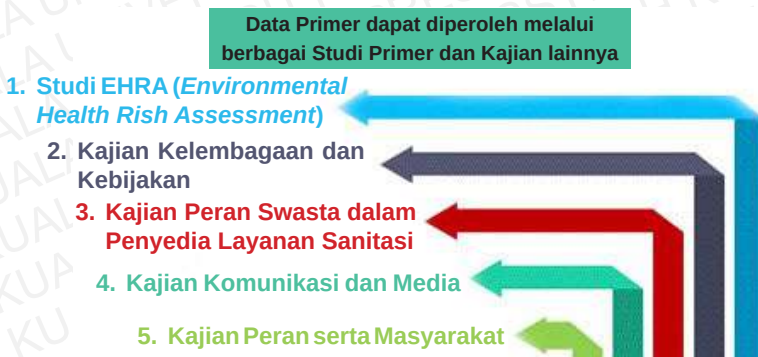 Data Primer dapat diperoleh melalui
berbagai Studi Primer dan Kajian lainnya
1. Studi EHRA (Environmental
Health Rish Assessment)
2. Kajian Kelembagaan dan
Kebijakan
3. Kajian Peran Swasta dalam
Penyedia Layanan Sanitasi
4. Kajian Komunikasi dan Media
5. Kajian Peran serta Masyarakat